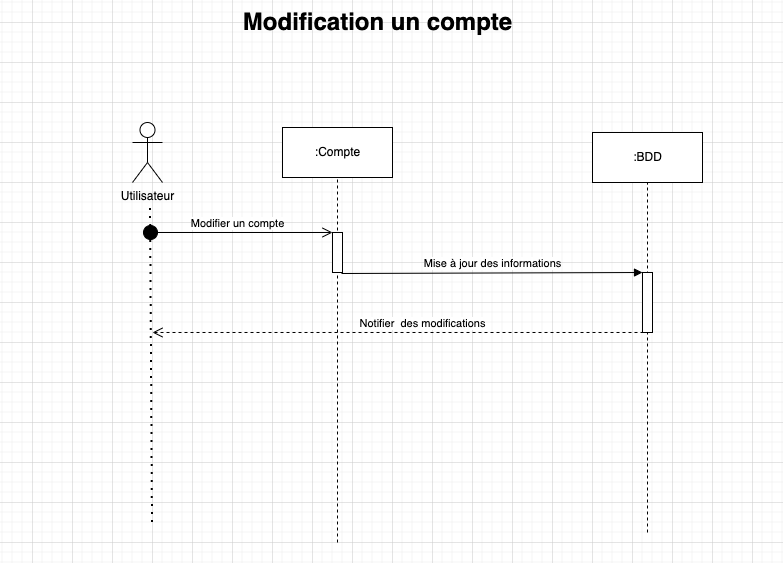 Modification un compte
:Compte
:BDD
Utilisateur
Modifier un compte
Mise à jour des informations
Notifier  des modifications